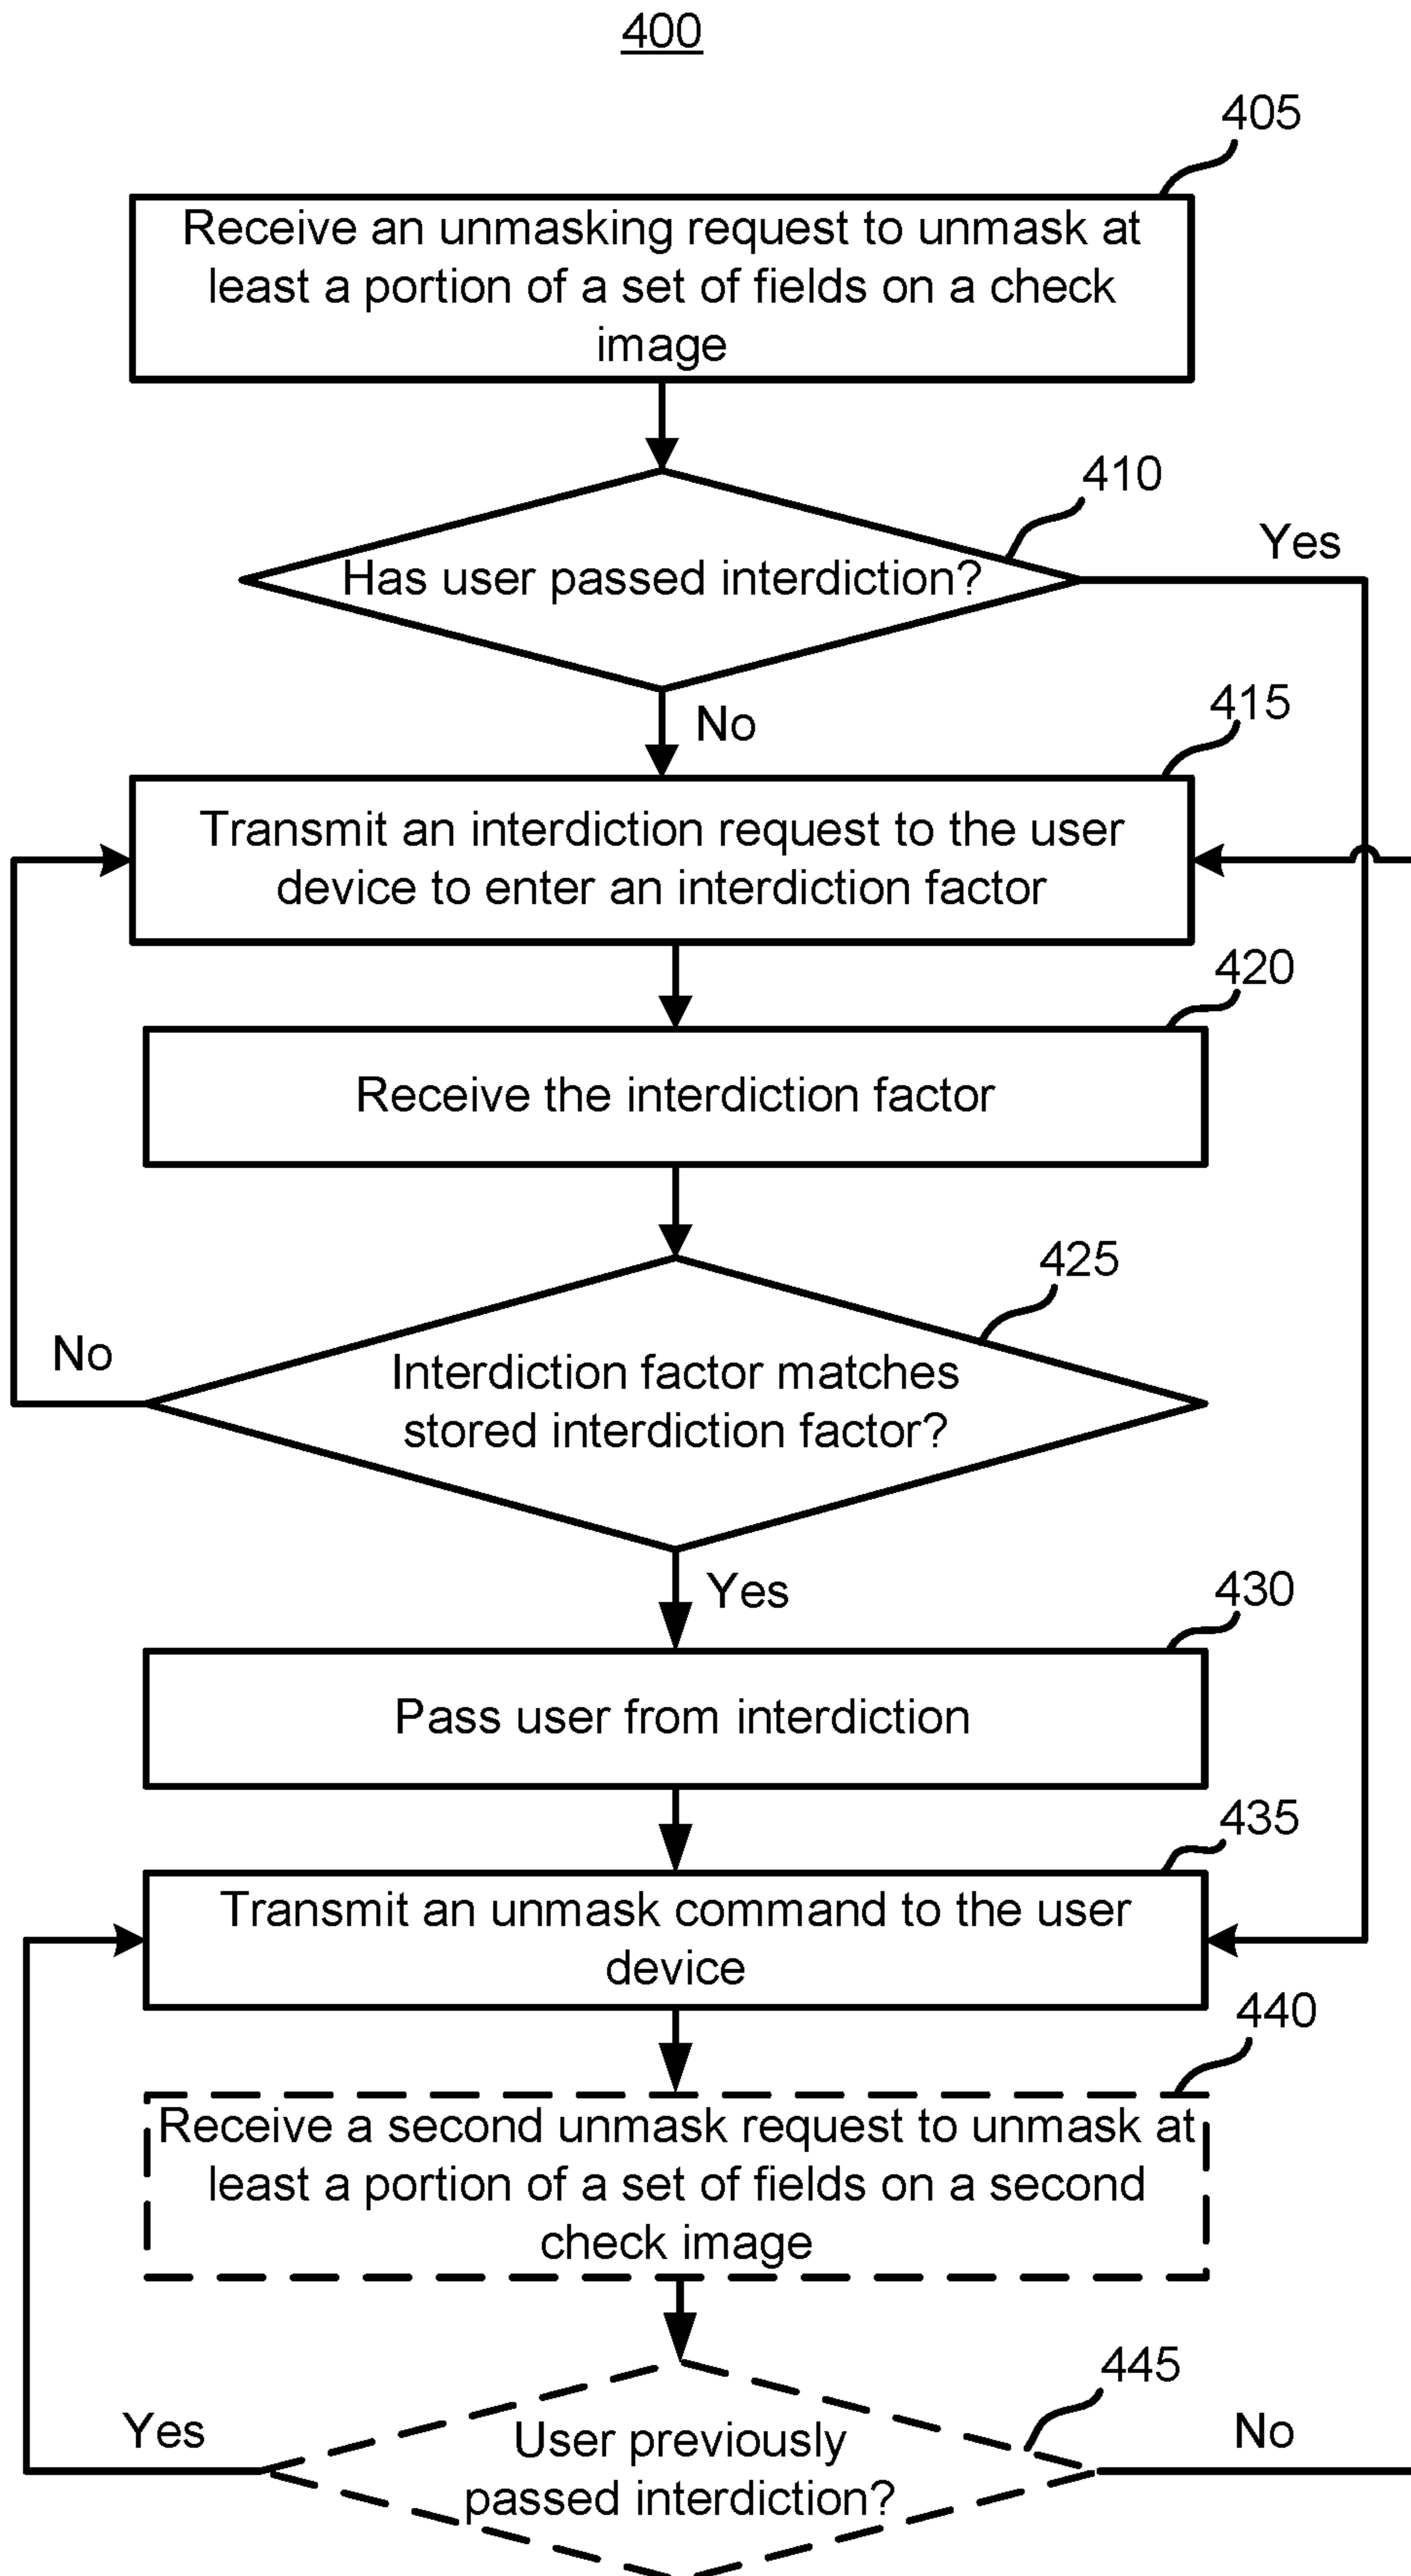 400
405
Receive an unmasking request to unmask at
least a portion of a set of fields on a check
image
410
Yes
Has user passed interdiction?
No
415
Transmit an interdiction request to the user
device to enter an interdiction factor
420
Receive the interdiction factor
425
No
Interdiction factor matches
stored interdiction factor?
Yes
430
Pass user from interdiction
435
Transmit an unmask command to the user
device
440
Receive a second unmask request to unmask at
least a portion of a set of fields on a second
check image
445
Yes
No
User previously
passed interdiction?